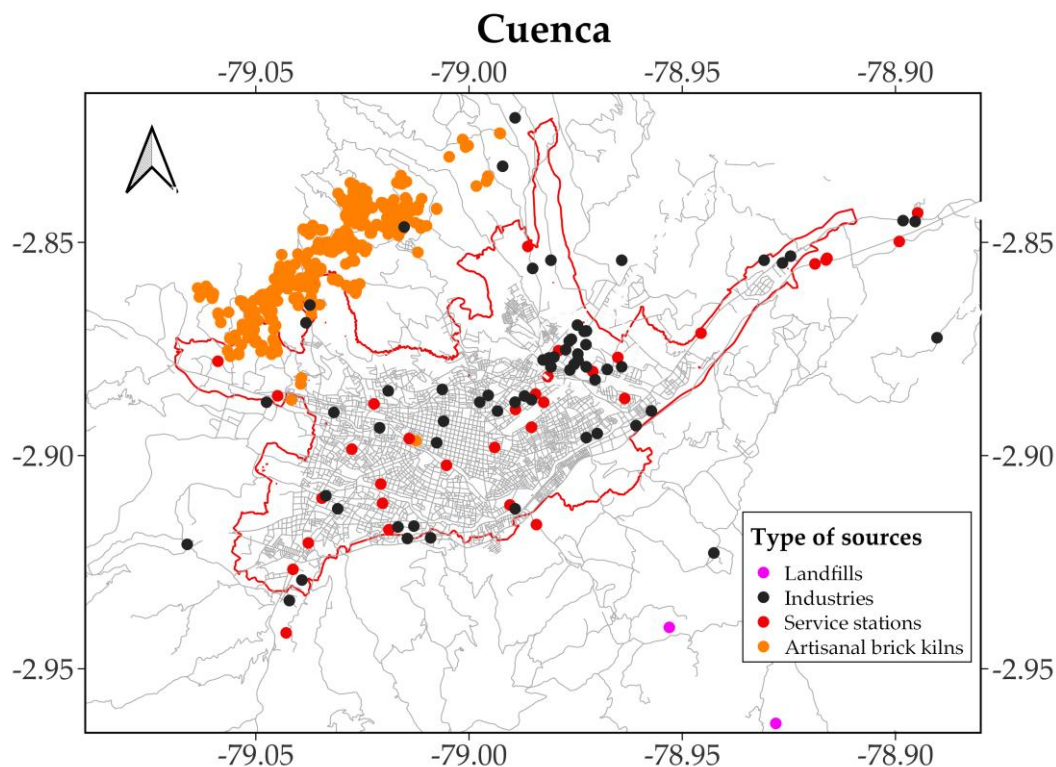 Cuenca
-79.05 -79.00 -78.95 -78.90
-2.85 -2.85
-2.90 -2.90
Type of sources
Landfills
Industries
Service stations
Artisanal brick kilns
-2.95 -2.95
-79.05 -79.00 -78.95 -78.90